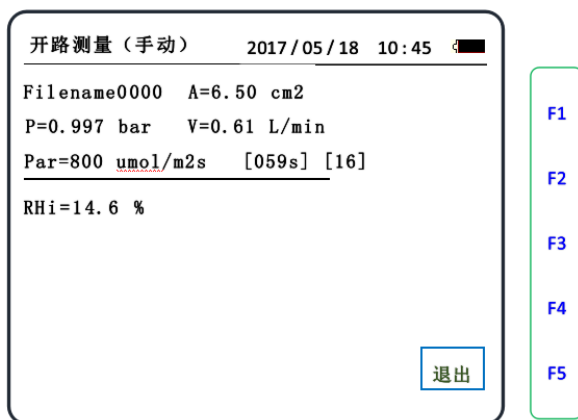 开路测量（手动） 2017/05/18 10:45
Filename0000 A=6.50 cm2
P=0.997 bar V=0.61 L/min
Par=800 umol/m2s [059s] [16]
RHi=14.6 %
退出
F1
F2
F3
F4
F5